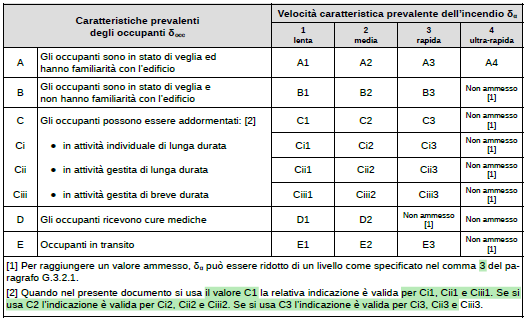 Caratteristiche prevalenti
degli occupanti δocc
Velocità caratteristica prevalente dell'incendio δα
1
lenta
2
media
3
rapida
4
ultra-rapida
A
Gli occupanti sono in stato di veglia ed
hanno familiarità con l'edificio
A1
A2
A3
A4
B
Gli occupanti sono in stato di veglia e
non hanno familiarità con l'edificio
B1
B2
B3
Non ammesso
[1]
C
Gli occupanti possono essere addormentati: [2]
C1
C2
C3
Non ammesso
[1]
Ci
● in attività individuale di lunga durata
Ci1
Ci2
Ci3
Non ammesso
[1]
Cii
● in attività gestita di lunga durata
Cii1
Cii2
Cii3
Non ammesso
[1]
Ciii
● in attività gestita di breve durata
Ciii1
Ciii2
Ciii3
Non ammesso
[1]
D
Gli occupanti ricevono cure mediche
D1
D2
Non ammesso
[1]
Non ammesso
E
Occupanti in transito
E1
E2
E3
Non ammesso
[1]
[1] Per raggiungere un valore ammesso, δα può essere ridotto di un livello come specificato nel comma 3 del pa-
ragrafo G.3.2.1.
[2] Quando nel presente documento si usa il valore C1 la relativa indicazione è valida per Ci1, Cii1 e Ciii1. Se si
usa C2 l'indicazione è valida per Ci2, Cii2 e Ciii2. Se si usa C3 l'indicazione è valida per Ci3, Cii3 e Ciii3.